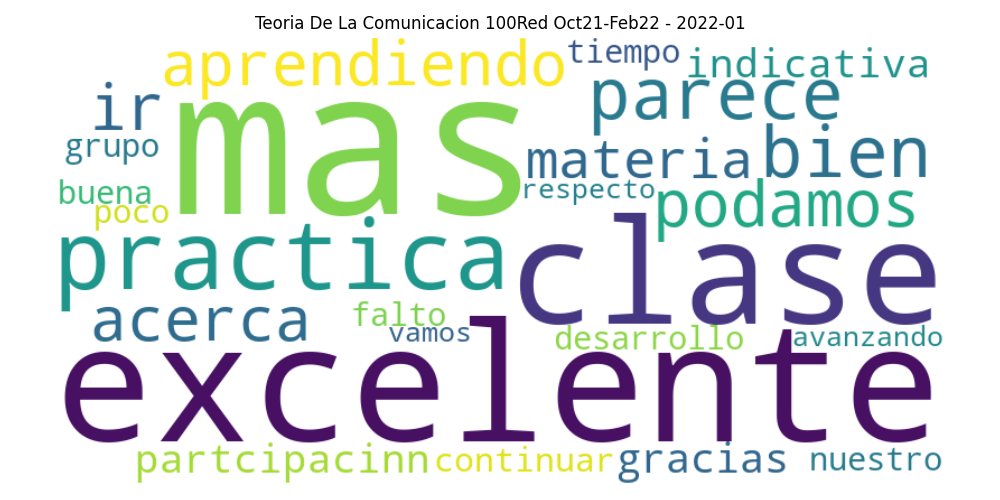 Teoria De La Comunicacion 100Red Oct21-Feb22 - 2022-01
aprendiendo tiempo indicativa
ir mas parece
grupo materia bien
buena respecto podamos
poco
practica clase
acerca falto vamos desarrollo avanzando
excelente
partcipacinn continuar gracias nuestro